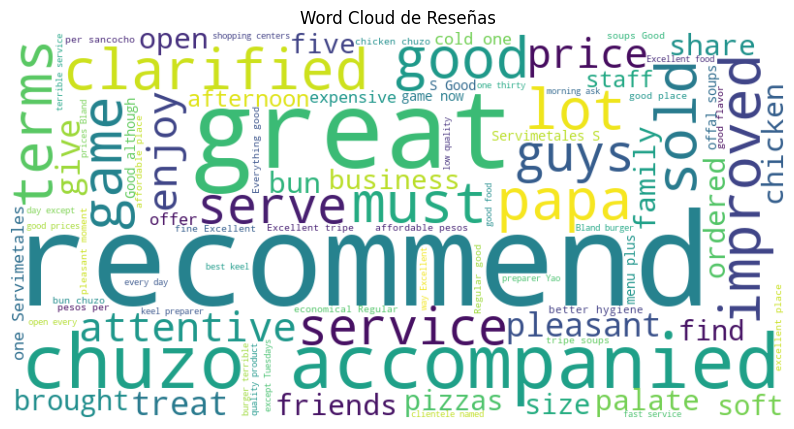 Word Cloud de Reseñas
per sancocho
open
shopping centers
five
chicken chuzo
cold one
good
price
soups Good
share
Excellent food
terrible service
clarified
terms
give
prices Bland
Good although
affordable place
game
enjoy
afternoon
expensive
S Good
one thirty
game now
staff
morning ask
good place
Everything good
great
low quality
lot
Servimetales S
offal soups
good flavor
sold
improved
chicken
guys
family
ordered
bun
business
serve
must
papa
good food
day except
good prices
pleasant moment
offer
fine Excellent
Excellent tripe
affordable pesos
Bland burger
recommend
one Servimetales
best keel
every day
day Excellent
Regular good
preparer Yao
menu plus
bun chuzo
pesos per
keel preparer
economical Regular
better hygiene
open every
attentive
service
pleasant
find
excellent place
tripe soups
chuzo
accompanied
brought
treat
burger terrible
quality product
except Tuesdays
friends
pizzas
size
palate
soft
clientele named
fast service